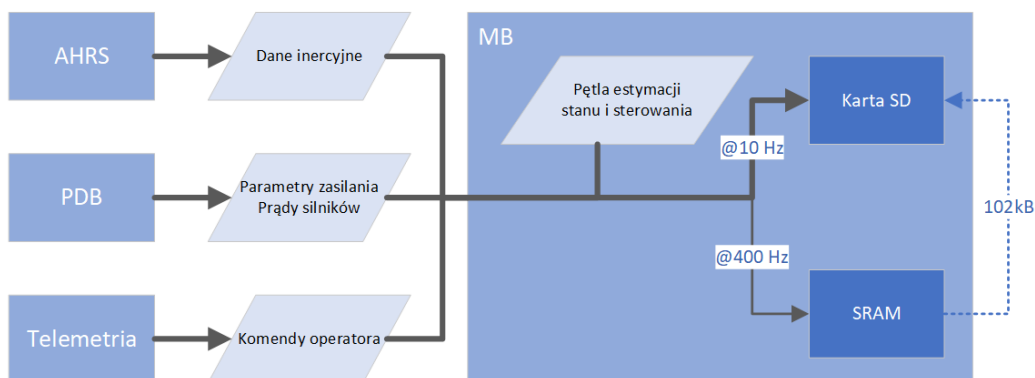 AHRS
Dane inercyjne
MB
Pętla estymacji
stanu i sterowania
Karta SD
@10 Hz
PDB
Parametry zasilania
Prądy silników
102kB
@400 Hz
Telemetria
Komendy operatora
SRAM